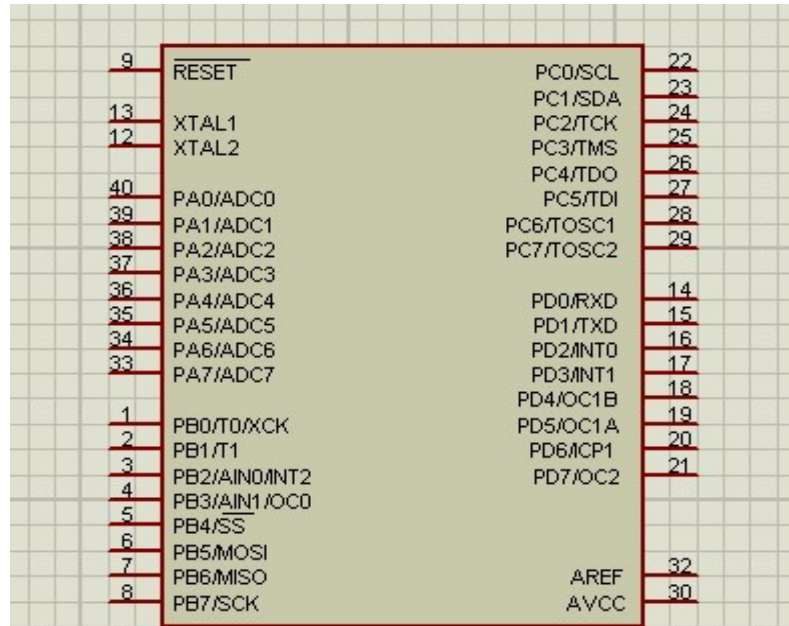 9 RESET PC0/SCL 22
PC1/SDA 23
13 XTAL1 PC2/TCK 24
12 XTAL2 PC3/TMS 25
PC4/TDO 26
40 PA0/ADC0 PC5/TDI 27
39 PA1/ADC1 PC6/TOSC1 28
38 PA2/ADC2 PC7/TOSC2 29
37 PA3/ADC3
36 PA4/ADC4 PD0/RXD 14
35 PA5/ADC5 PD1/TXD 15
34 PA6/ADC6 PD2/INT0 16
33 PA7/ADC7 PD3/INT1 17
PD4/OC1B 18
1 PB0/T0/XCK PD5/OC1A 19
2 PB1/T1 PD6/ICP1 20
3 PB2/AIN0/INT2 PD7/OC2 21
4 PB3/AIN1/OC0
5 PB4/SS
6 PB5/MOSI
7 PB6/MISO AREF 32
8 PB7/SCK AVCC 30